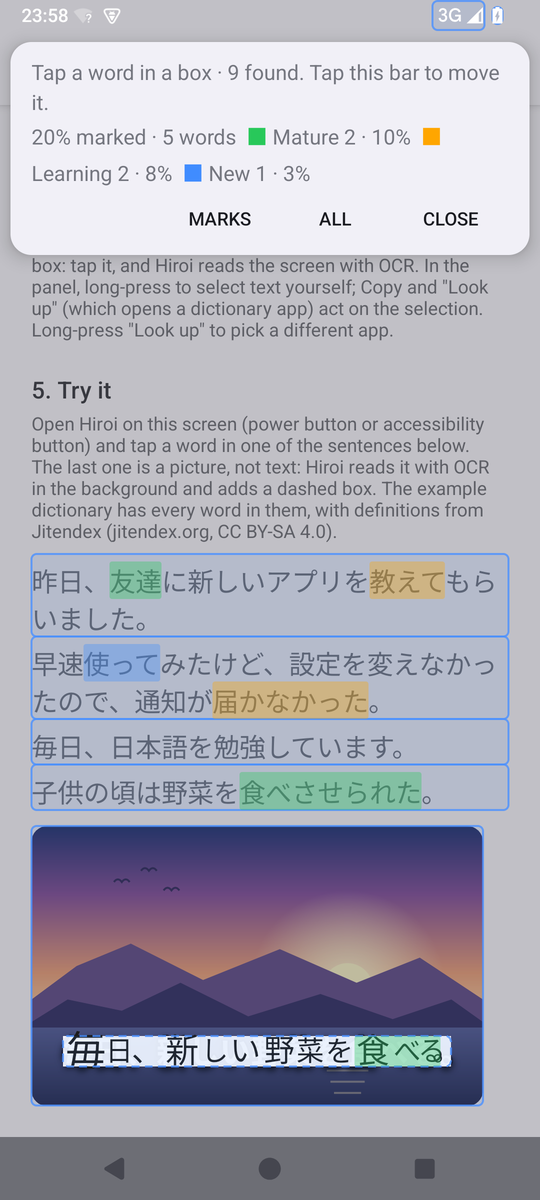 23:58
3G
Tap a word in a box · 9 found. Tap this bar to move
it.
20% marked · 5 words Mature 2 · 10%
Learning 2 · 8% New 1 · 3%
MARKS ALL CLOSE
box: tap it, and Hiroi reads the screen with OCR. In the
panel, long-press to select text yourself; Copy and "Look
up" (which opens a dictionary app) act on the selection.
Long-press "Look up" to pick a different app.
5. Try it
Open Hiroi on this screen (power button or accessibility
button) and tap a word in one of the sentences below.
The last one is a picture, not text: Hiroi reads it with OCR
in the background and adds a dashed box. The example
dictionary has every word in them, with definitions from
Jitendex (jitendex.org, CC BY-SA 4.0).
昨日、友達に新しいアプリを教えてもら
いました。
早速使ってみたけど、設定を変えなかっ
たので、通知が届かなかった。
毎日、日本語を勉強しています。
子供の頃は野菜を食べさせられた。
毎日、新しい野菜を食べる